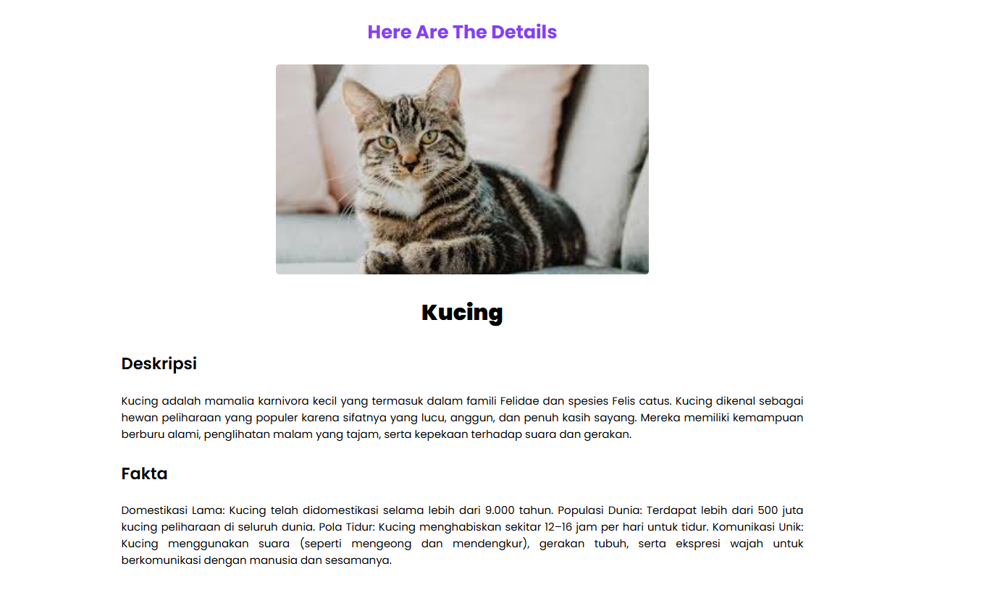 Here Are The Details
Kucing
Deskripsi
Kucing adalah mamalia karnivora kecil yang termasuk dalam famili Felidae dan spesies Felis catus. Kucing dikenal sebagai
hewan peliharaan yang populer karena sifatnya yang lucu, anggun, dan penuh kasih sayang. Mereka memiliki kemampuan
berburu alami, penglihatan malam yang tajam, serta kepekaan terhadap suara dan gerakan.
Fakta
Domestikasi Lama: Kucing telah didomestikasi selama lebih dari 9.000 tahun. Populasi Dunia: Terdapat lebih dari 500 juta
kucing peliharaan di seluruh dunia. Pola Tidur: Kucing menghabiskan sekitar 12–16 jam per hari untuk tidur. Komunikasi Unik:
Kucing menggunakan suara (seperti mengeong dan mendengkur), gerakan tubuh, serta ekspresi wajah untuk
berkomunikasi dengan manusia dan sesamanya.